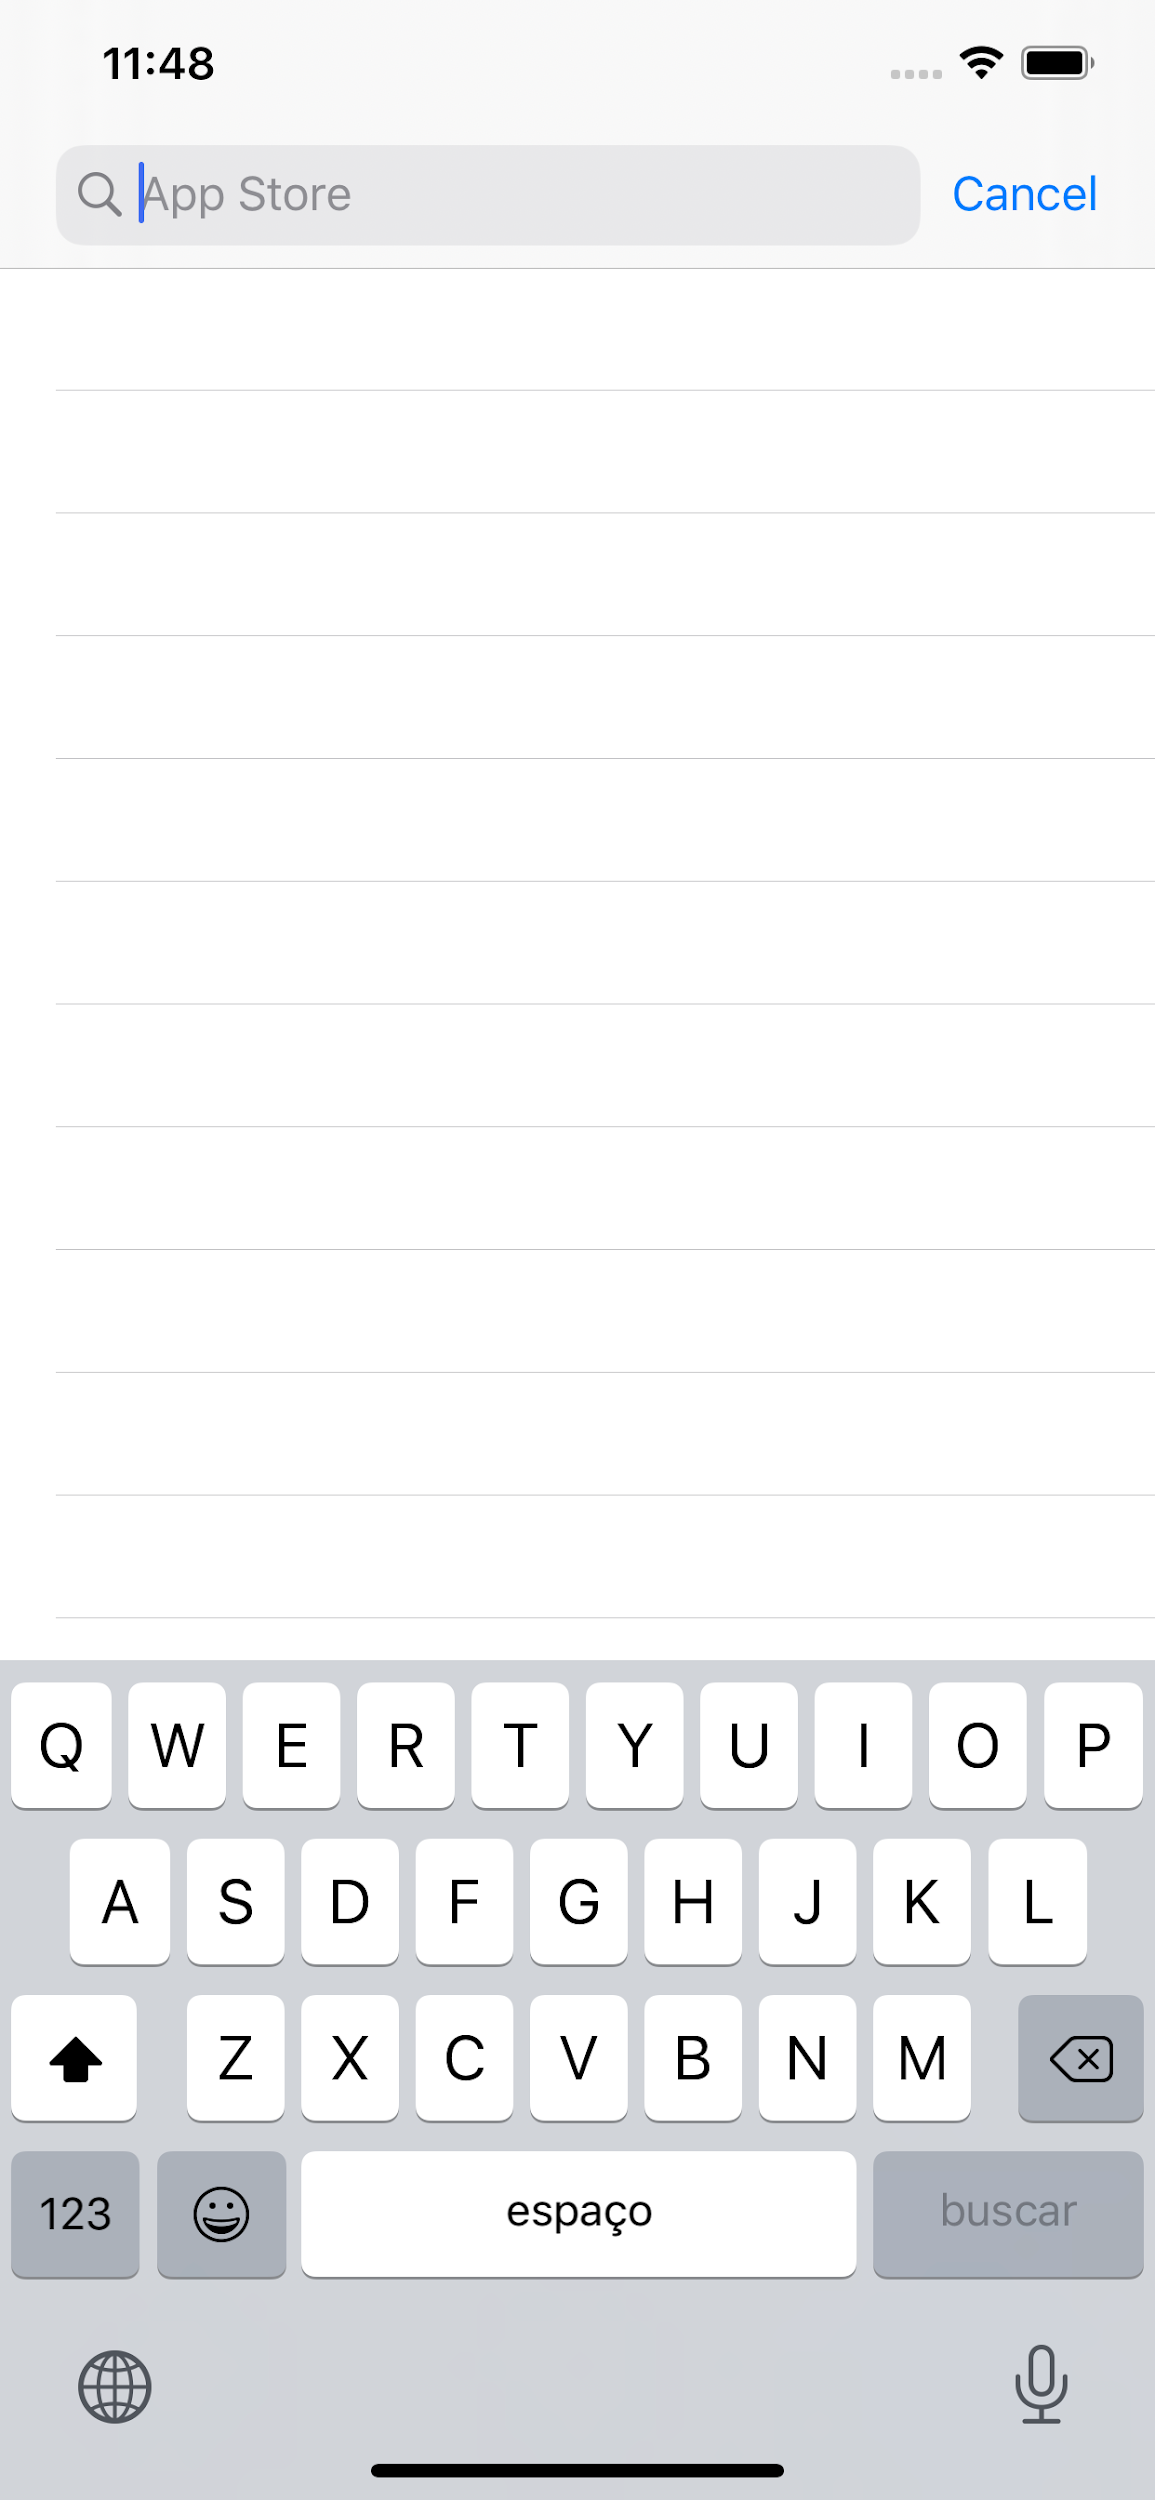 11:48
App Store
Cancel
Q W E R T Y U I O P
A S D F G H J K L
Z X C V B N M
123 espaço buscar